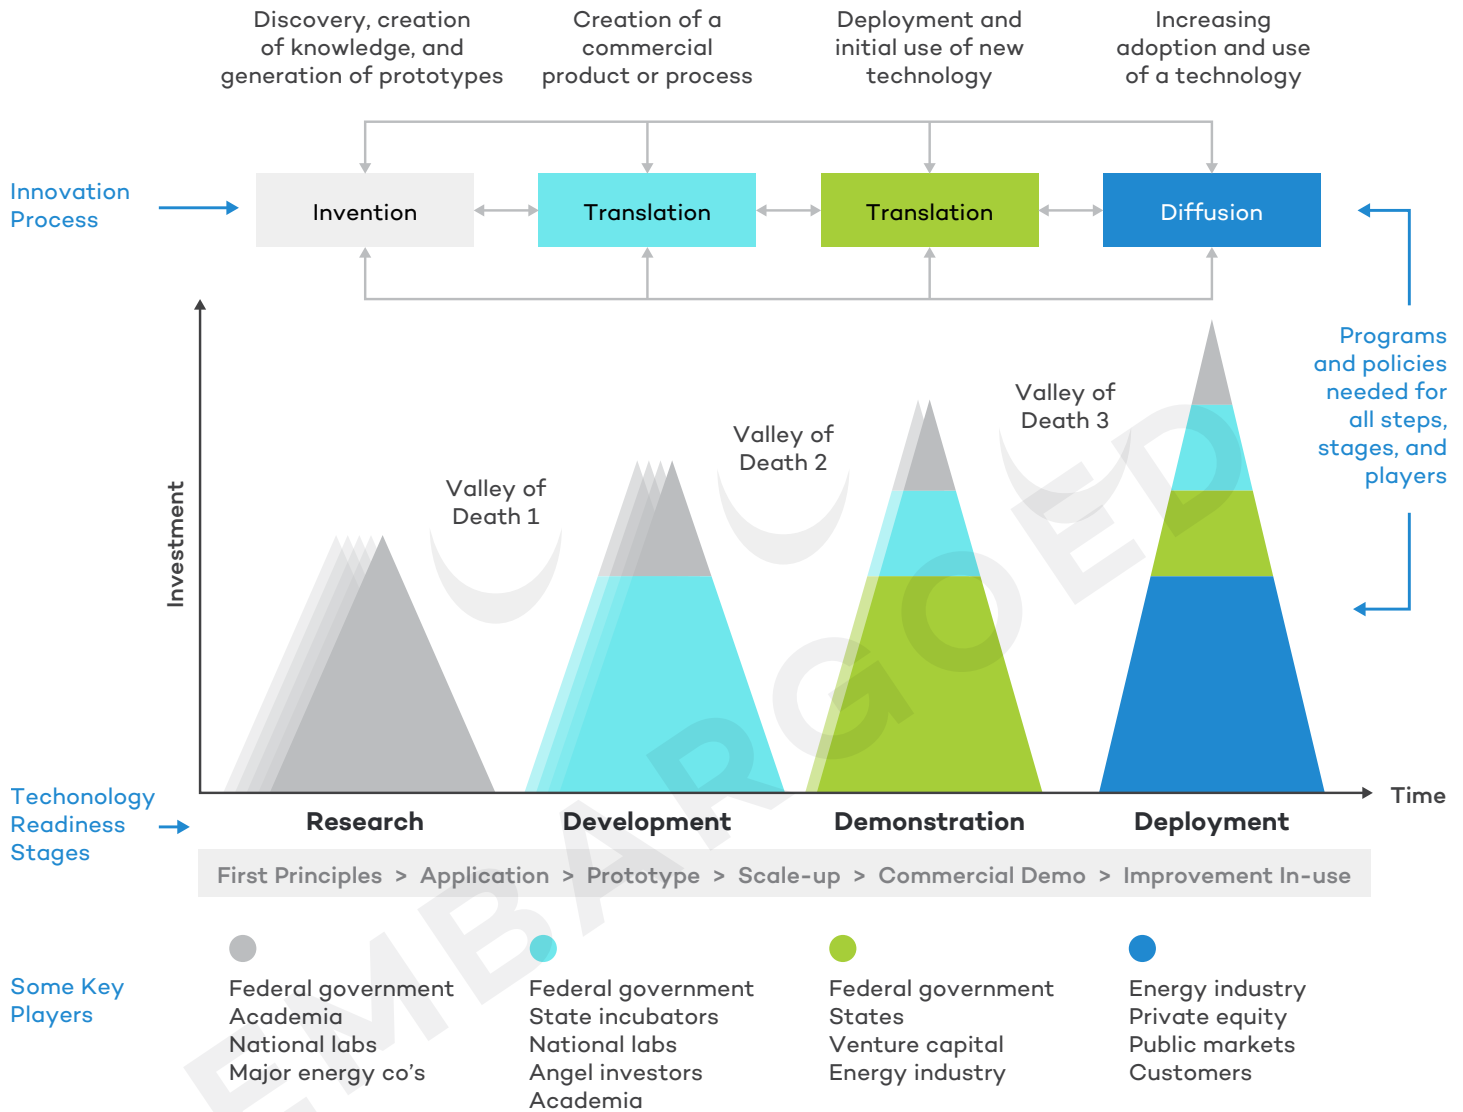 Discovery, creation
of knowledge, and
generation of prototypes
Creation of a
commercial
product or process
Deployment and
initial use of new
technology
Increasing
adoption and use
of a technology
Innovation
Process
Invention
Translation
Translation
Diffusion
Programs
and policies
needed for
all steps,
stages, and
players
Investment
Valley of
Death 1
Valley of
Death 2
Valley of
Death 3
Time
Techonology
Readiness
Stages
Research
Development
Demonstration
Deployment
First Principles > Application > Prototype > Scale-up > Commercial Demo > Improvement In-use
Some Key
Players
Federal government
Academia
National labs
Major energy co’s
Federal government
State incubators
National labs
Angel investors
Academia
Federal government
States
Venture capital
Energy industry
Energy industry
Private equity
Public markets
Customers
EMBARGOED